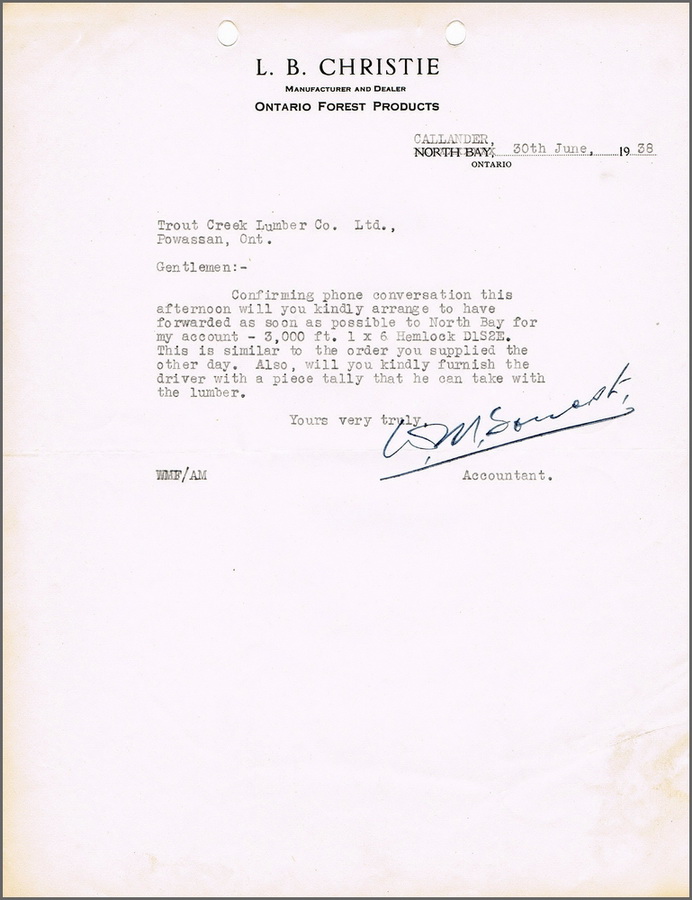 L. B. CHRISTIE
MANUFACTURER AND DEALER
ONTARIO FOREST PRODUCTS
CALLANDER,
NORTH BAY, 30th June, 19 38
ONTARIO
Trout Creek Lumber Co. Ltd.,
Powassan, Ont.
Gentlemen:-
Confirming phone conversation this
afternoon will you kindly arrange to have
forwarded as soon as possible to North Bay for
my account - 3,000 ft. 1 x 6 Hemlock D1S2E.
This is similar to the order you supplied the
other day. Also, will you kindly furnish the
driver with a piece tally that he can take with
the lumber.
Yours very truly,
W. M.
WMF/AM Accountant.